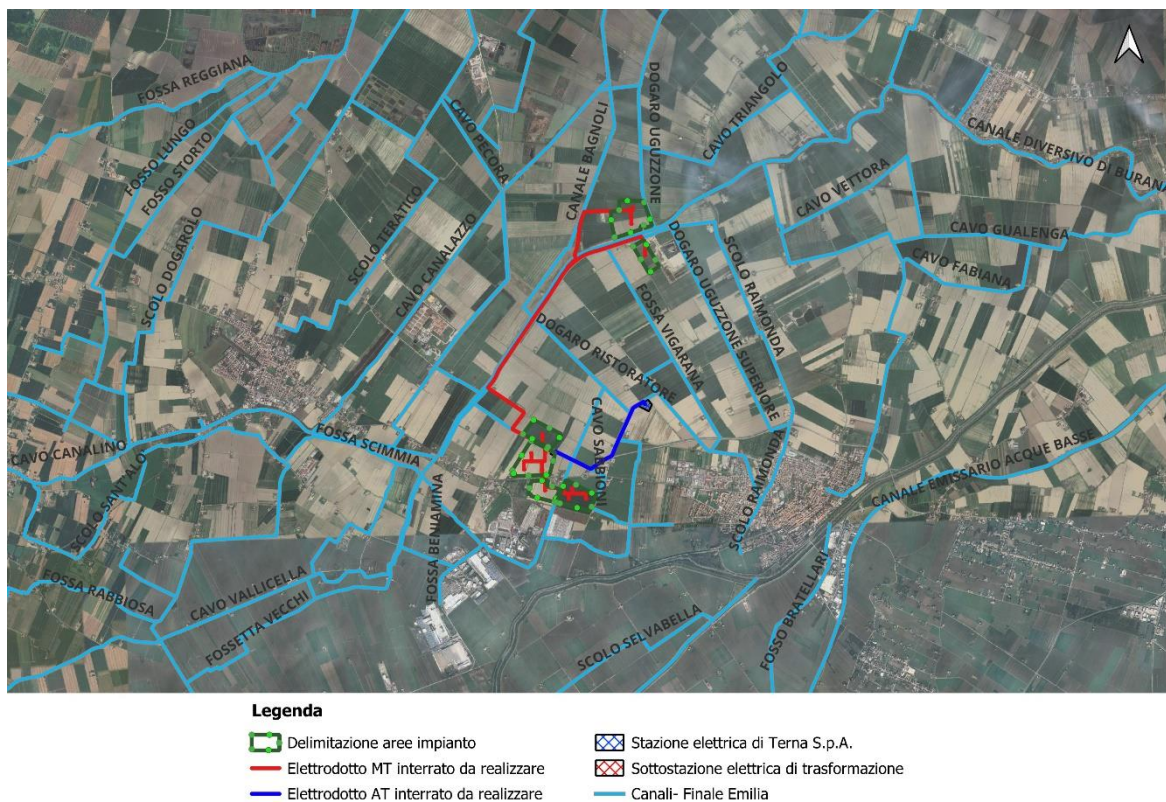 FOSSA REGGIANA
FOSSO LUNGO
FOSSO STORTO
SCOLO DOGAROLO
SCOLO TERATICO
CAVO CANALAZZO
CAVO PECORA
CANALE BAGNOLI
DOGARO UGUZZONE
CAVO TRIANGOLO
CANALE DIVERSIVO DI BURANA
CAVO VETTORA
CAVO GUALENGA
CAVO FABIANA
SCOLO RAIMONDA
DOGARO UGUZZONE SUPERIORE
FOSSA VIGARANA
DOGARO RISTORATORE
CAVO SABBIONI
FOSSA SCIMMIA
CAVO CANALINO
SCOLO SANT'ALO'
FOSSA RABBIOSA
CAVO VALLICELLA
FOSSETTA VECCHI
FOSSA BENIAMINA
SCOLO RAIMONDA
CANALE EMISSARIO ACQUE BASSE
SCOLO SELVABELLA
FOSSO BRATELLARI
Legenda
Delimitazione aree impianto
Elettrodotto MT interrato da realizzare
Elettrodotto AT interrato da realizzare
Stazione elettrica di Terna S.p.A.
Sottostazione elettrica di trasformazione
Canali- Finale Emilia